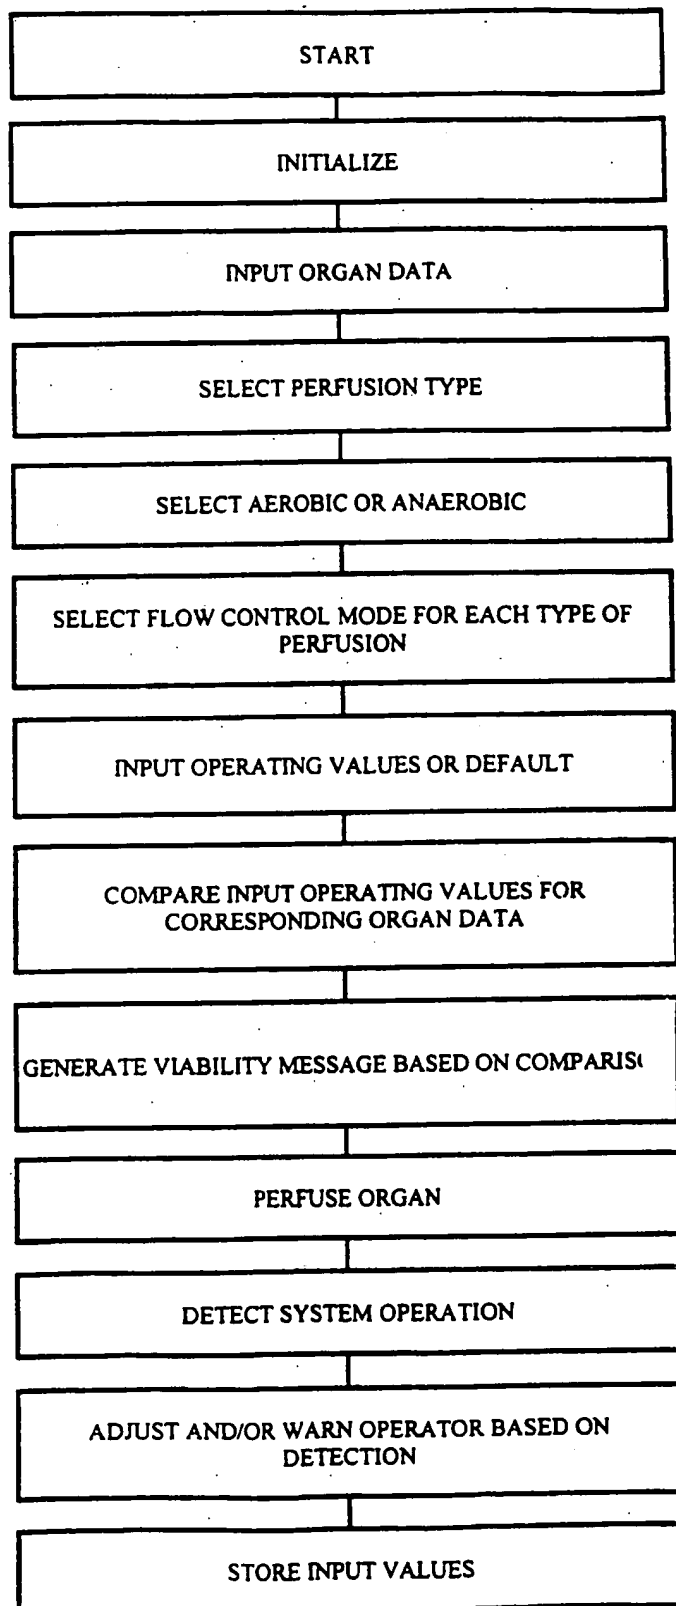 START
INITIALIZE
INPUT ORGAN DATA
SELECT PERFUSION TYPE
SELECT AEROBIC OR ANAEROBIC
SELECT FLOW CONTROL MODE FOR EACH TYPE OF
PERFUSION
INPUT OPERATING VALUES OR DEFAULT
COMPARE INPUT OPERATING VALUES FOR
CORRESPONDING ORGAN DATA
GENERATE VIABILITY MESSAGE BASED ON
PERFUSE ORGAN
DETECT SYSTEM OPERATION
ADJUST AND/OR WARN OPERATOR BASED ON
DETECTION
STORE INPUT VALUES